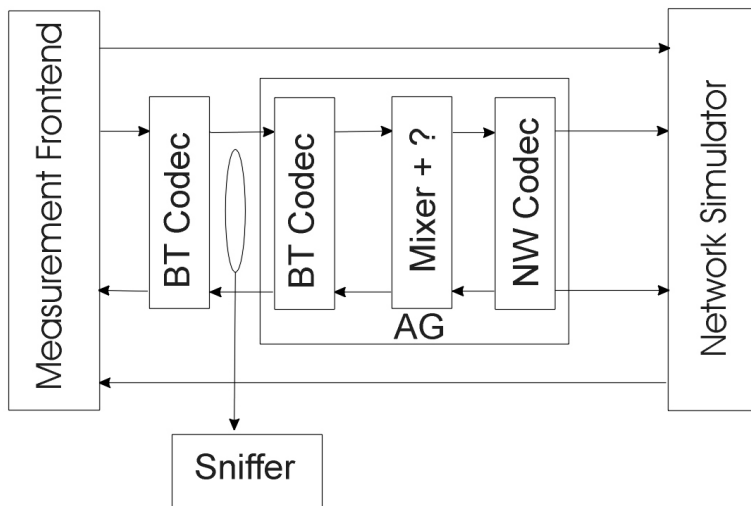 Measurement Frontend
BT Codec
BT Codec
Mixer + ?
NW Codec
Network Simulator
AG
Sniffer